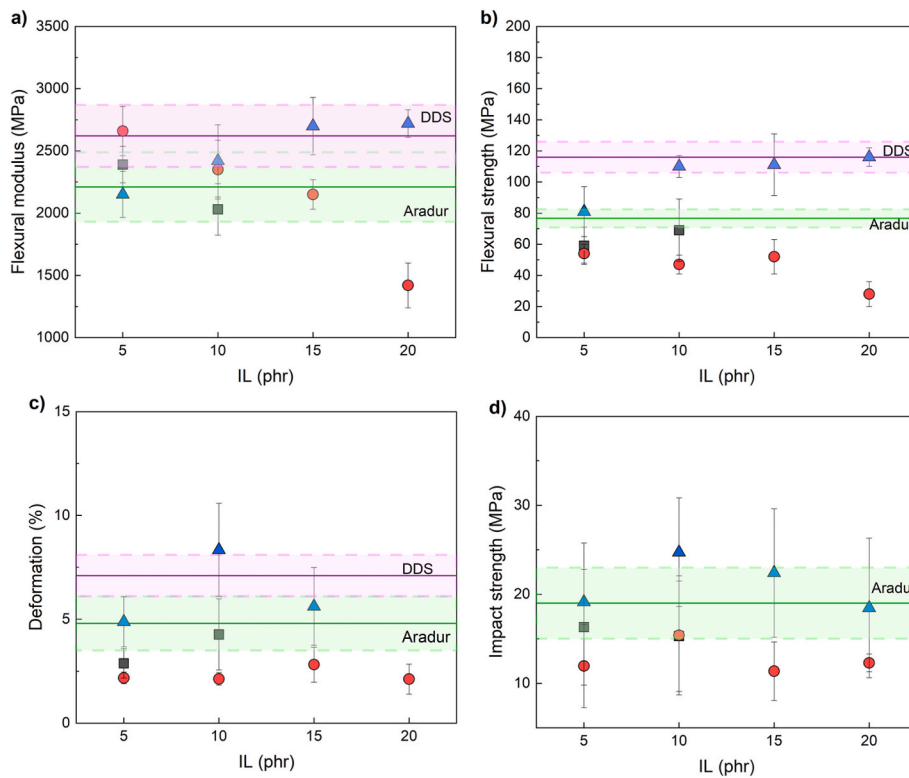 a)
3500
3000
2500
2000
1500
1000
Flexural modulus (MPa)
DDS
Aradur
5 10 15 20
IL (phr)
b)
200
180
160
140
120
100
80
60
40
20
0
Flexural strength (MPa)
DDS
Aradur
5 10 15 20
IL (phr)
c)
15
10
5
0
Deformation (%)
DDS
Aradur
5 10 15 20
IL (phr)
d)
40
30
20
10
Impact strength (MPa)
Aradur
5 10 15 20
IL (phr)